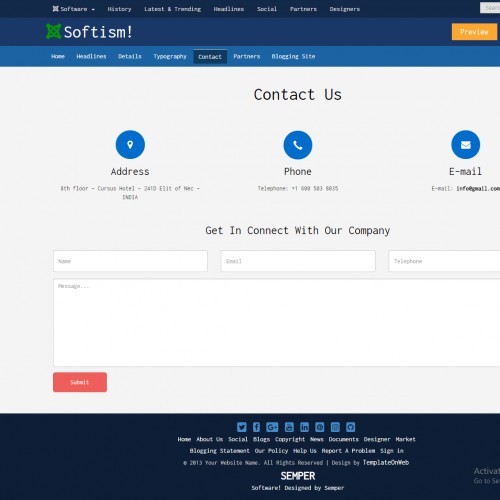 Software History Latest & Trending Headlines Social Partners Designers Sear
Softism! Preview
Home Headlines Details Typography Contact Partners Blogging Site
Contact Us
Address Phone E-mail
8th floor – Cursus Hotel – 241D Elit of Nec – Telephone: +1 600 503 8035 E-mail: info@gmail.com
INDIA
Get In Connect With Our Company
Name Email Telephone
Message...
Submit
Home About Us Social Blogs Copyright News Documents Designer Market
Blogging Statement Our Policy Help Us Report A Problem Sign in
© 2013 Your Website Name. All Rights Reserved | Design by TemplateOnWeb
SEMPER
Software! Designed by Semper
Activat
Go to Se